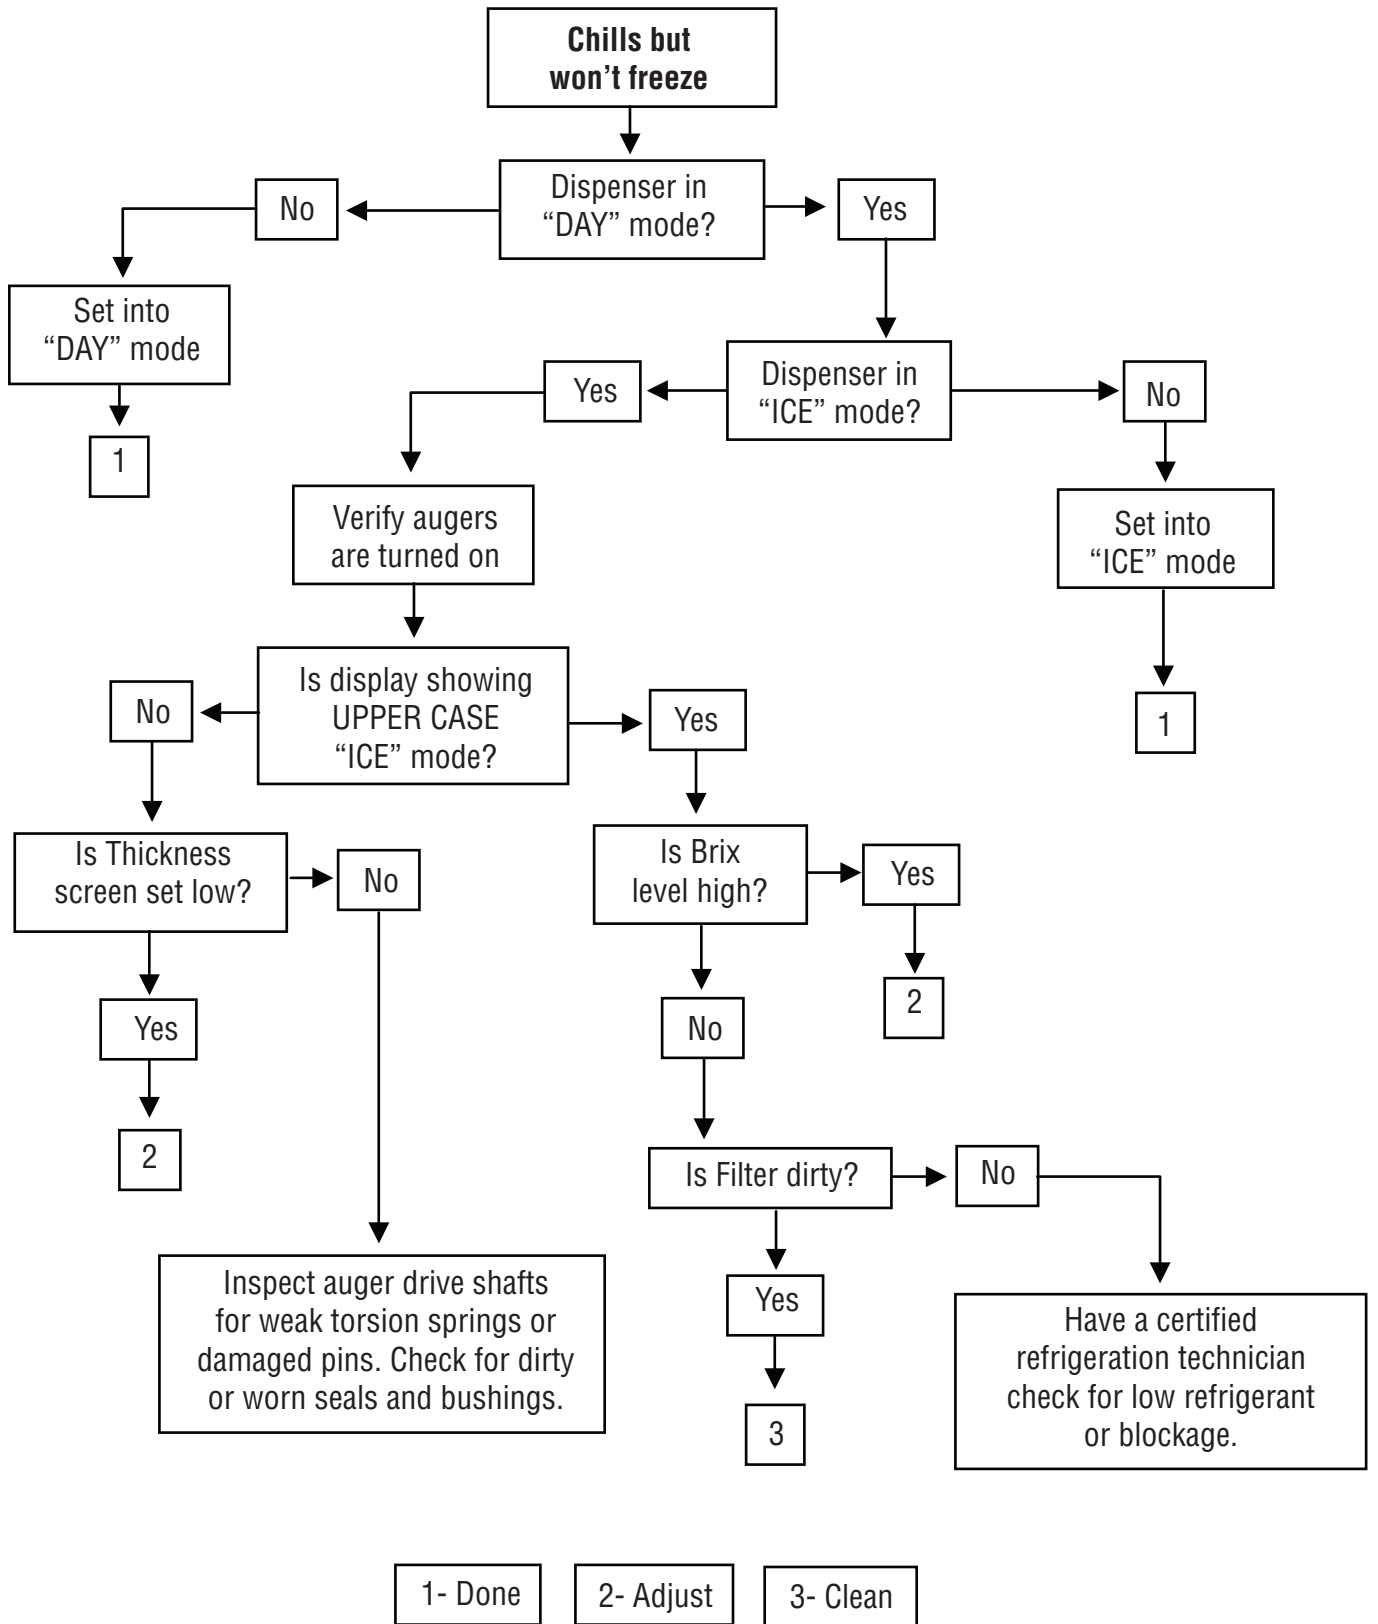 Chills but
won’t freeze
Dispenser in
“DAY” mode?
No
Yes
Set into
“DAY” mode
1
Dispenser in
“ICE” mode?
Yes
No
Verify augers
are turned on
Set into
“ICE” mode
1
Is display showing
UPPER CASE
“ICE” mode?
No
Yes
Is Thickness
screen set low?
No
Yes
2
Is Brix
level high?
Yes
2
No
Is Filter dirty?
No
Yes
3
Inspect auger drive shafts
for weak torsion springs or
damaged pins. Check for dirty
or worn seals and bushings.
Have a certified
refrigeration technician
check for low refrigerant
or blockage.
1- Done
2- Adjust
3- Clean